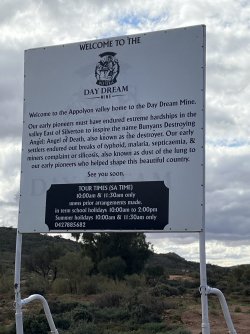 WELCOME TO THE
DAY DREAM
MINE
Welcome to the Appolyon valley home to the Day Dream Mine.
Our early pioneers must have endured extreme hardships in the
valley East of Silverton to inspire the name Bunyans Destroying
Angel; Angel of Death, also known as the destroyer. Our early
settlers endured out breaks of typhoid, malaria, septicaemia, &
miners complaint or silicosis, also known as dust of the lung to
our early pioneers who helped shape this beautiful country.
See you soon.
TOUR TIMES (SA TIME)
10:00am & 11:30am only
unless prior arrangements made.
in term school holidays 10:00am to 2:00pm
Summer holidays 10:00am & 11:30am only
0427885682